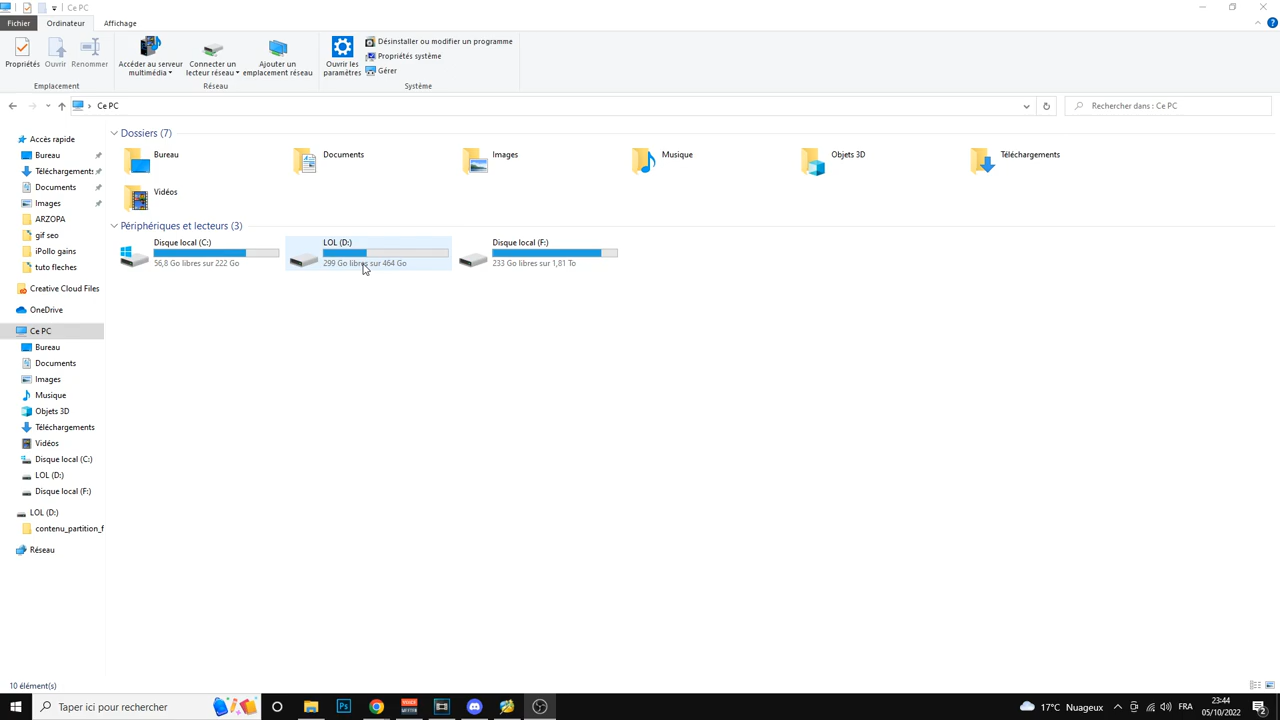 Ce PC
Fichier
Ordinateur
Affichage
Propriétés
Ouvrir
Renommer
Emplacement
Accéder au serveur
multimédia
Connecter un
lecteur réseau
Ajouter un
emplacement réseau
Réseau
Ouvrir les
paramètres
Désinstaller ou modifier un programme
Propriétés système
Gérer
Système
Ce PC
Rechercher dans : Ce PC
Accès rapide
Bureau
Téléchargements
Documents
Images
ARZOPA
gif seo
iPollo gains
tuto fleches
Creative Cloud Files
OneDrive
Ce PC
Bureau
Documents
Images
Musique
Objets 3D
Téléchargements
Vidéos
Disque local (C:)
LOL (D:)
Disque local (F:)
LOL (D:)
contenu_partition_f
Réseau
Dossiers (7)
Bureau
Documents
Images
Musique
Objets 3D
Téléchargements
Vidéos
Périphériques et lecteurs (3)
Disque local (C:)
56,8 Go libres sur 222 Go
LOL (D:)
299 Go libres sur 464 Go
Disque local (F:)
233 Go libres sur 1,81 To
10 élément(s)
Taper ici pour rechercher
Ps
VOICE
MEETER
17°C Nuageux
FRA
23:44
05/10/2022
2